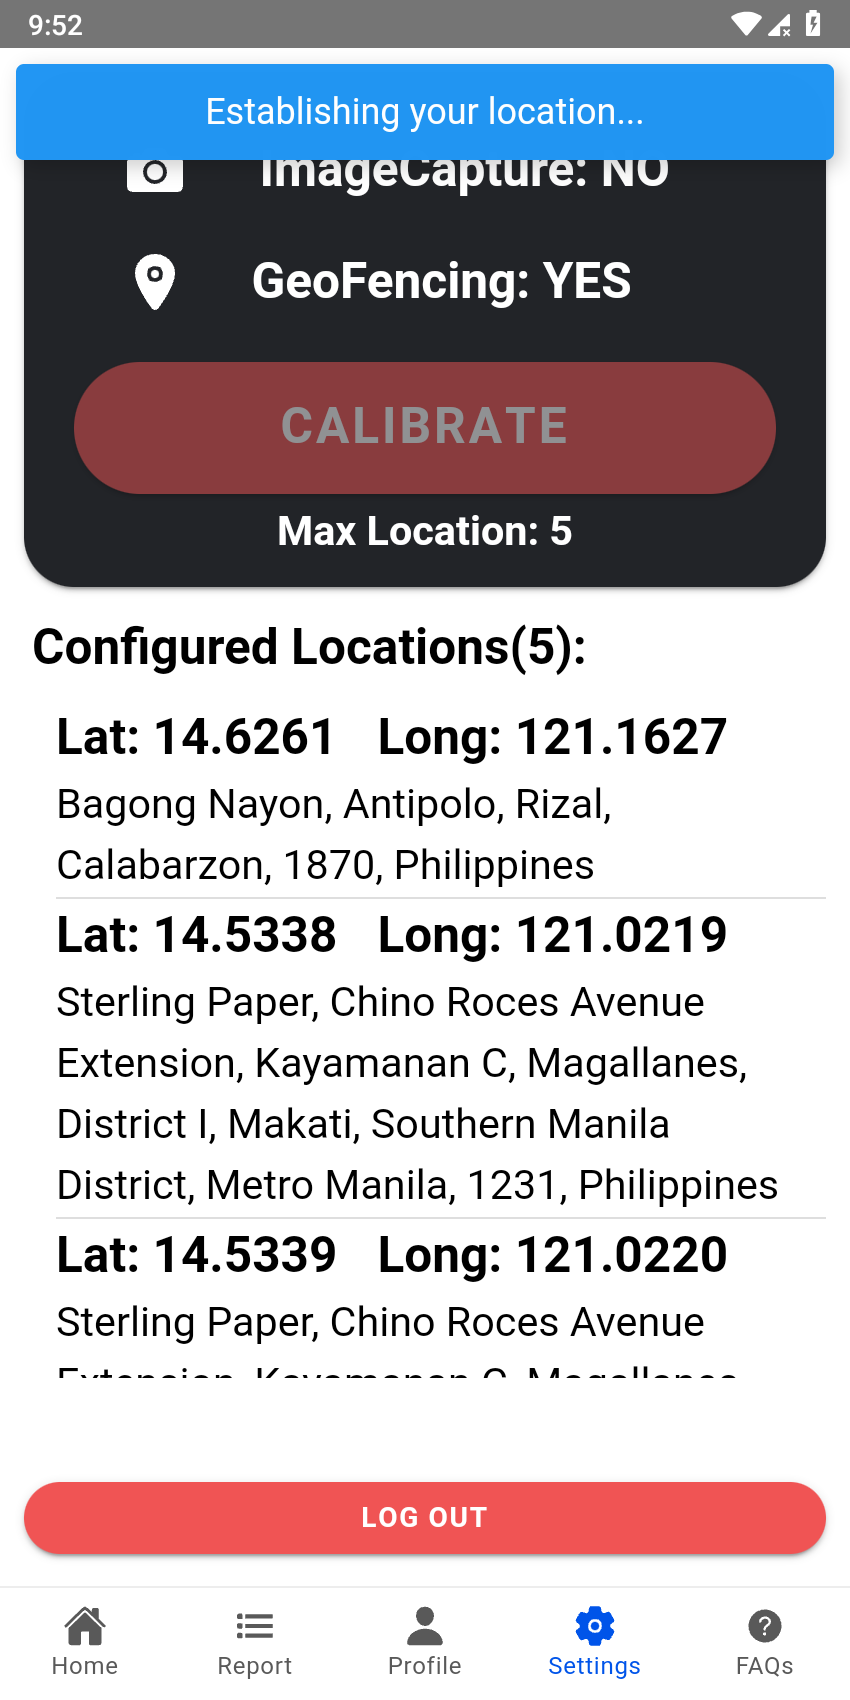 9:52
Establishing your location...
ImageCapture: NO
GeoFencing: YES
CALIBRATE
Max Location: 5
Configured Locations(5):
Lat: 14.6261 Long: 121.1627
Bagong Nayon, Antipolo, Rizal,
Calabarzon, 1870, Philippines
Lat: 14.5338 Long: 121.0219
Sterling Paper, Chino Roces Avenue
Extension, Kayamanan C, Magallanes,
District I, Makati, Southern Manila
District, Metro Manila, 1231, Philippines
Lat: 14.5339 Long: 121.0220
Sterling Paper, Chino Roces Avenue
Extension, Kayamanan C, Magallanes,
LOG OUT
Home Report Profile Settings FAQs